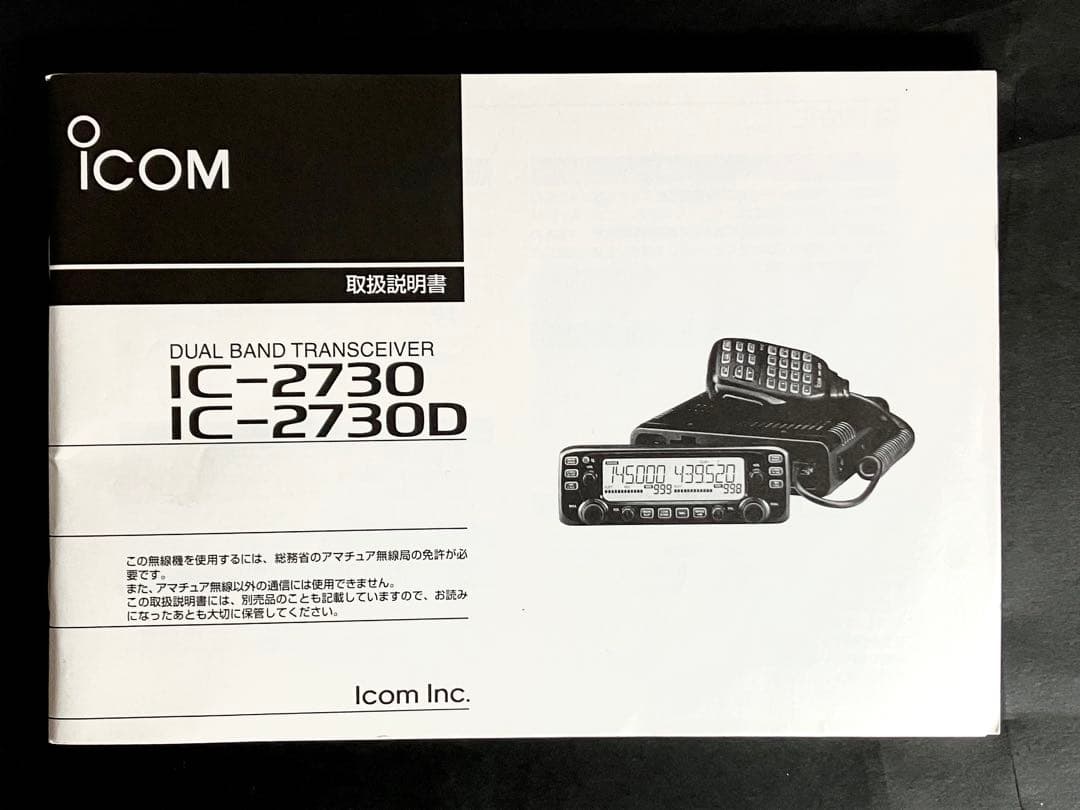 ICOM
取扱説明書
DUAL BAND TRANSCEIVER
IC-2730
IC-2730D
この無線機を使用するには、総務省のアマチュア無線局の免許が必
要です。
また、アマチュア無線以外の通信には使用できません。
この取扱説明書には、別売品のことも記載していますので、お読み
になったあとも大切に保管してください。
Icom Inc.
145000 439520
999 998